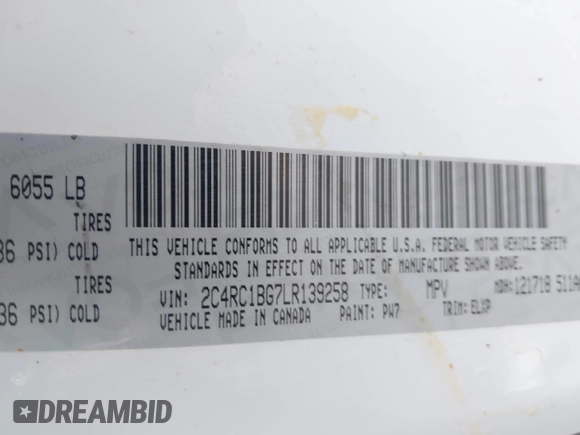 6055 LB
TIRES
36 PSI) COLD
TIRES
36 PSI) COLD
THIS VEHICLE CONFORMS TO ALL APPLICABLE U.S.A. FEDERAL MOTOR VEHICLE SAFETY
STANDARDS IN EFFECT ON THE DATE OF MANUFACTURE SHOWN ABOVE.
VIN: 2C4RC1BG7LR139258 TYPE: MPV MDH: 121718 511A
VEHICLE MADE IN CANADA PAINT: PW7 TRIM: ELXP
DREAMBID